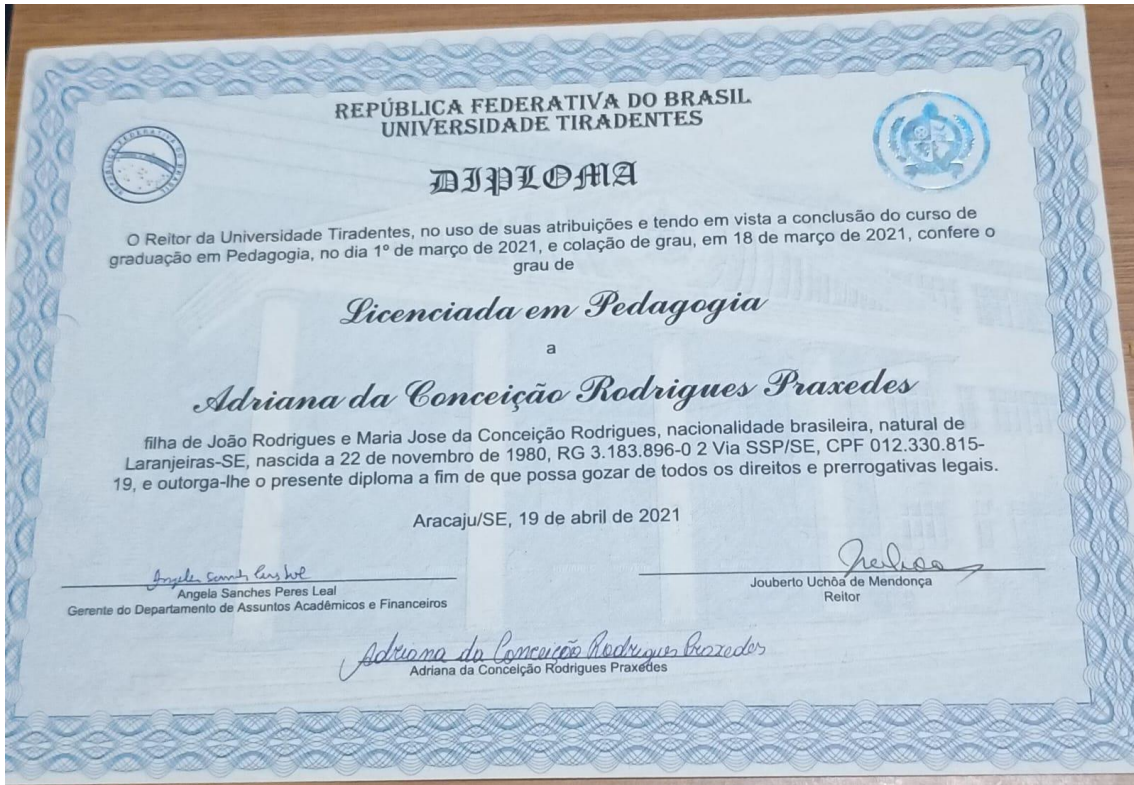 REPÚBLICA FEDERATIVA DO BRASIL
UNIVERSIDADE TIRADENTES
REPÚBLICA FEDERATIVA DO BRASIL
DIPLOMA
O Reitor da Universidade Tiradentes, no uso de suas atribuições e tendo em vista a conclusão do curso de
graduação em Pedagogia, no dia 1º de março de 2021, e colação de grau, em 18 de março de 2021, confere o
grau de
Licenciada em Pedagogia
a
Adriana da Conceição Rodrigues Praxedes
filha de João Rodrigues e Maria Jose da Conceição Rodrigues, nacionalidade brasileira, natural de
Laranjeiras-SE, nascida a 22 de novembro de 1980, RG 3.183.896-0 2 Via SSP/SE, CPF 012.330.815-
19, e outorga-lhe o presente diploma a fim de que possa gozar de todos os direitos e prerrogativas legais.
Aracaju/SE, 19 de abril de 2021
Angela Sanches Peres Leal
Gerente do Departamento de Assuntos Acadêmicos e Financeiros
Jouberto Uchôa de Mendonça
Reitor
Adriana da Conceição Rodrigues Praxedes
Adriana da Conceição Rodrigues Praxedes